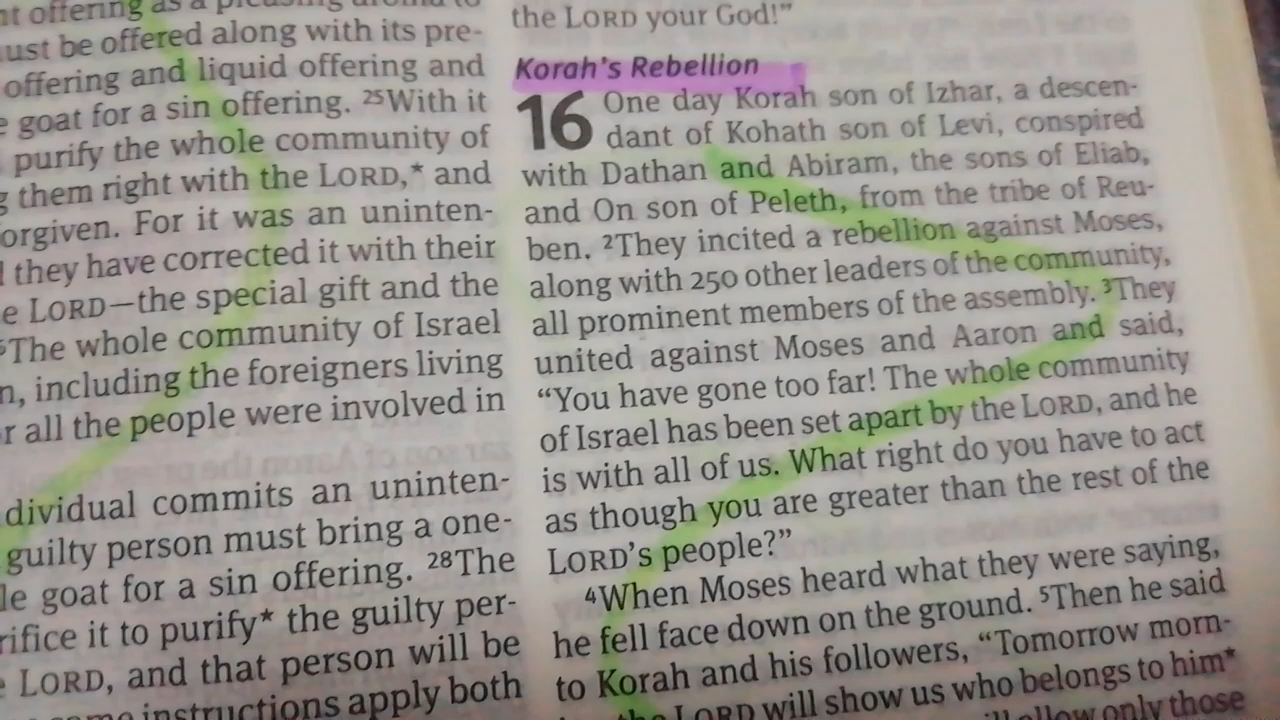 nt offering as a pleasing aroma to
ust be offered along with its pre-
offering and liquid offering and
goat for a sin offering. ²⁵With it
purify the whole community of
g them right with the LORD,* and
orgiven. For it was an uninten-
they have corrected it with their
e LORD—the special gift and the
The whole community of Israel
n, including the foreigners living
r all the people were involved in
dividual commits an uninten-
guilty person must bring a one-
le goat for a sin offering. ²⁸The
rifice it to purify* the guilty per-
e LORD, and that person will be
instructions apply both
the LORD your God!”
Korah's Rebellion
16 One day Korah son of Izhar, a descen-
dant of Kohath son of Levi, conspired
with Dathan and Abiram, the sons of Eliab,
and On son of Peleth, from the tribe of Reu-
ben. ²They incited a rebellion against Moses,
along with 250 other leaders of the community,
all prominent members of the assembly. ³They
united against Moses and Aaron and said,
“You have gone too far! The whole community
of Israel has been set apart by the LORD, and he
is with all of us. What right do you have to act
as though you are greater than the rest of the
LORD’s people?”
⁴When Moses heard what they were saying,
he fell face down on the ground. ⁵Then he said
to Korah and his followers, “Tomorrow morn-
the LORD will show us who belongs to him*
allow only those